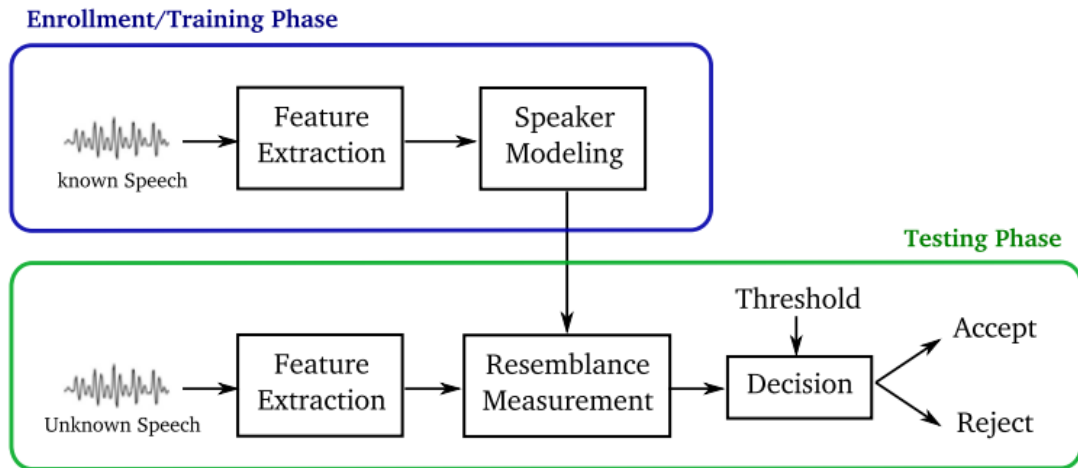 Enrollment/Training Phase
Feature
Extraction
Speaker
Modeling
known Speech
Testing Phase
Threshold
Accept
Feature
Extraction
Resemblance
Measurement
Decision
Unknown Speech
Reject